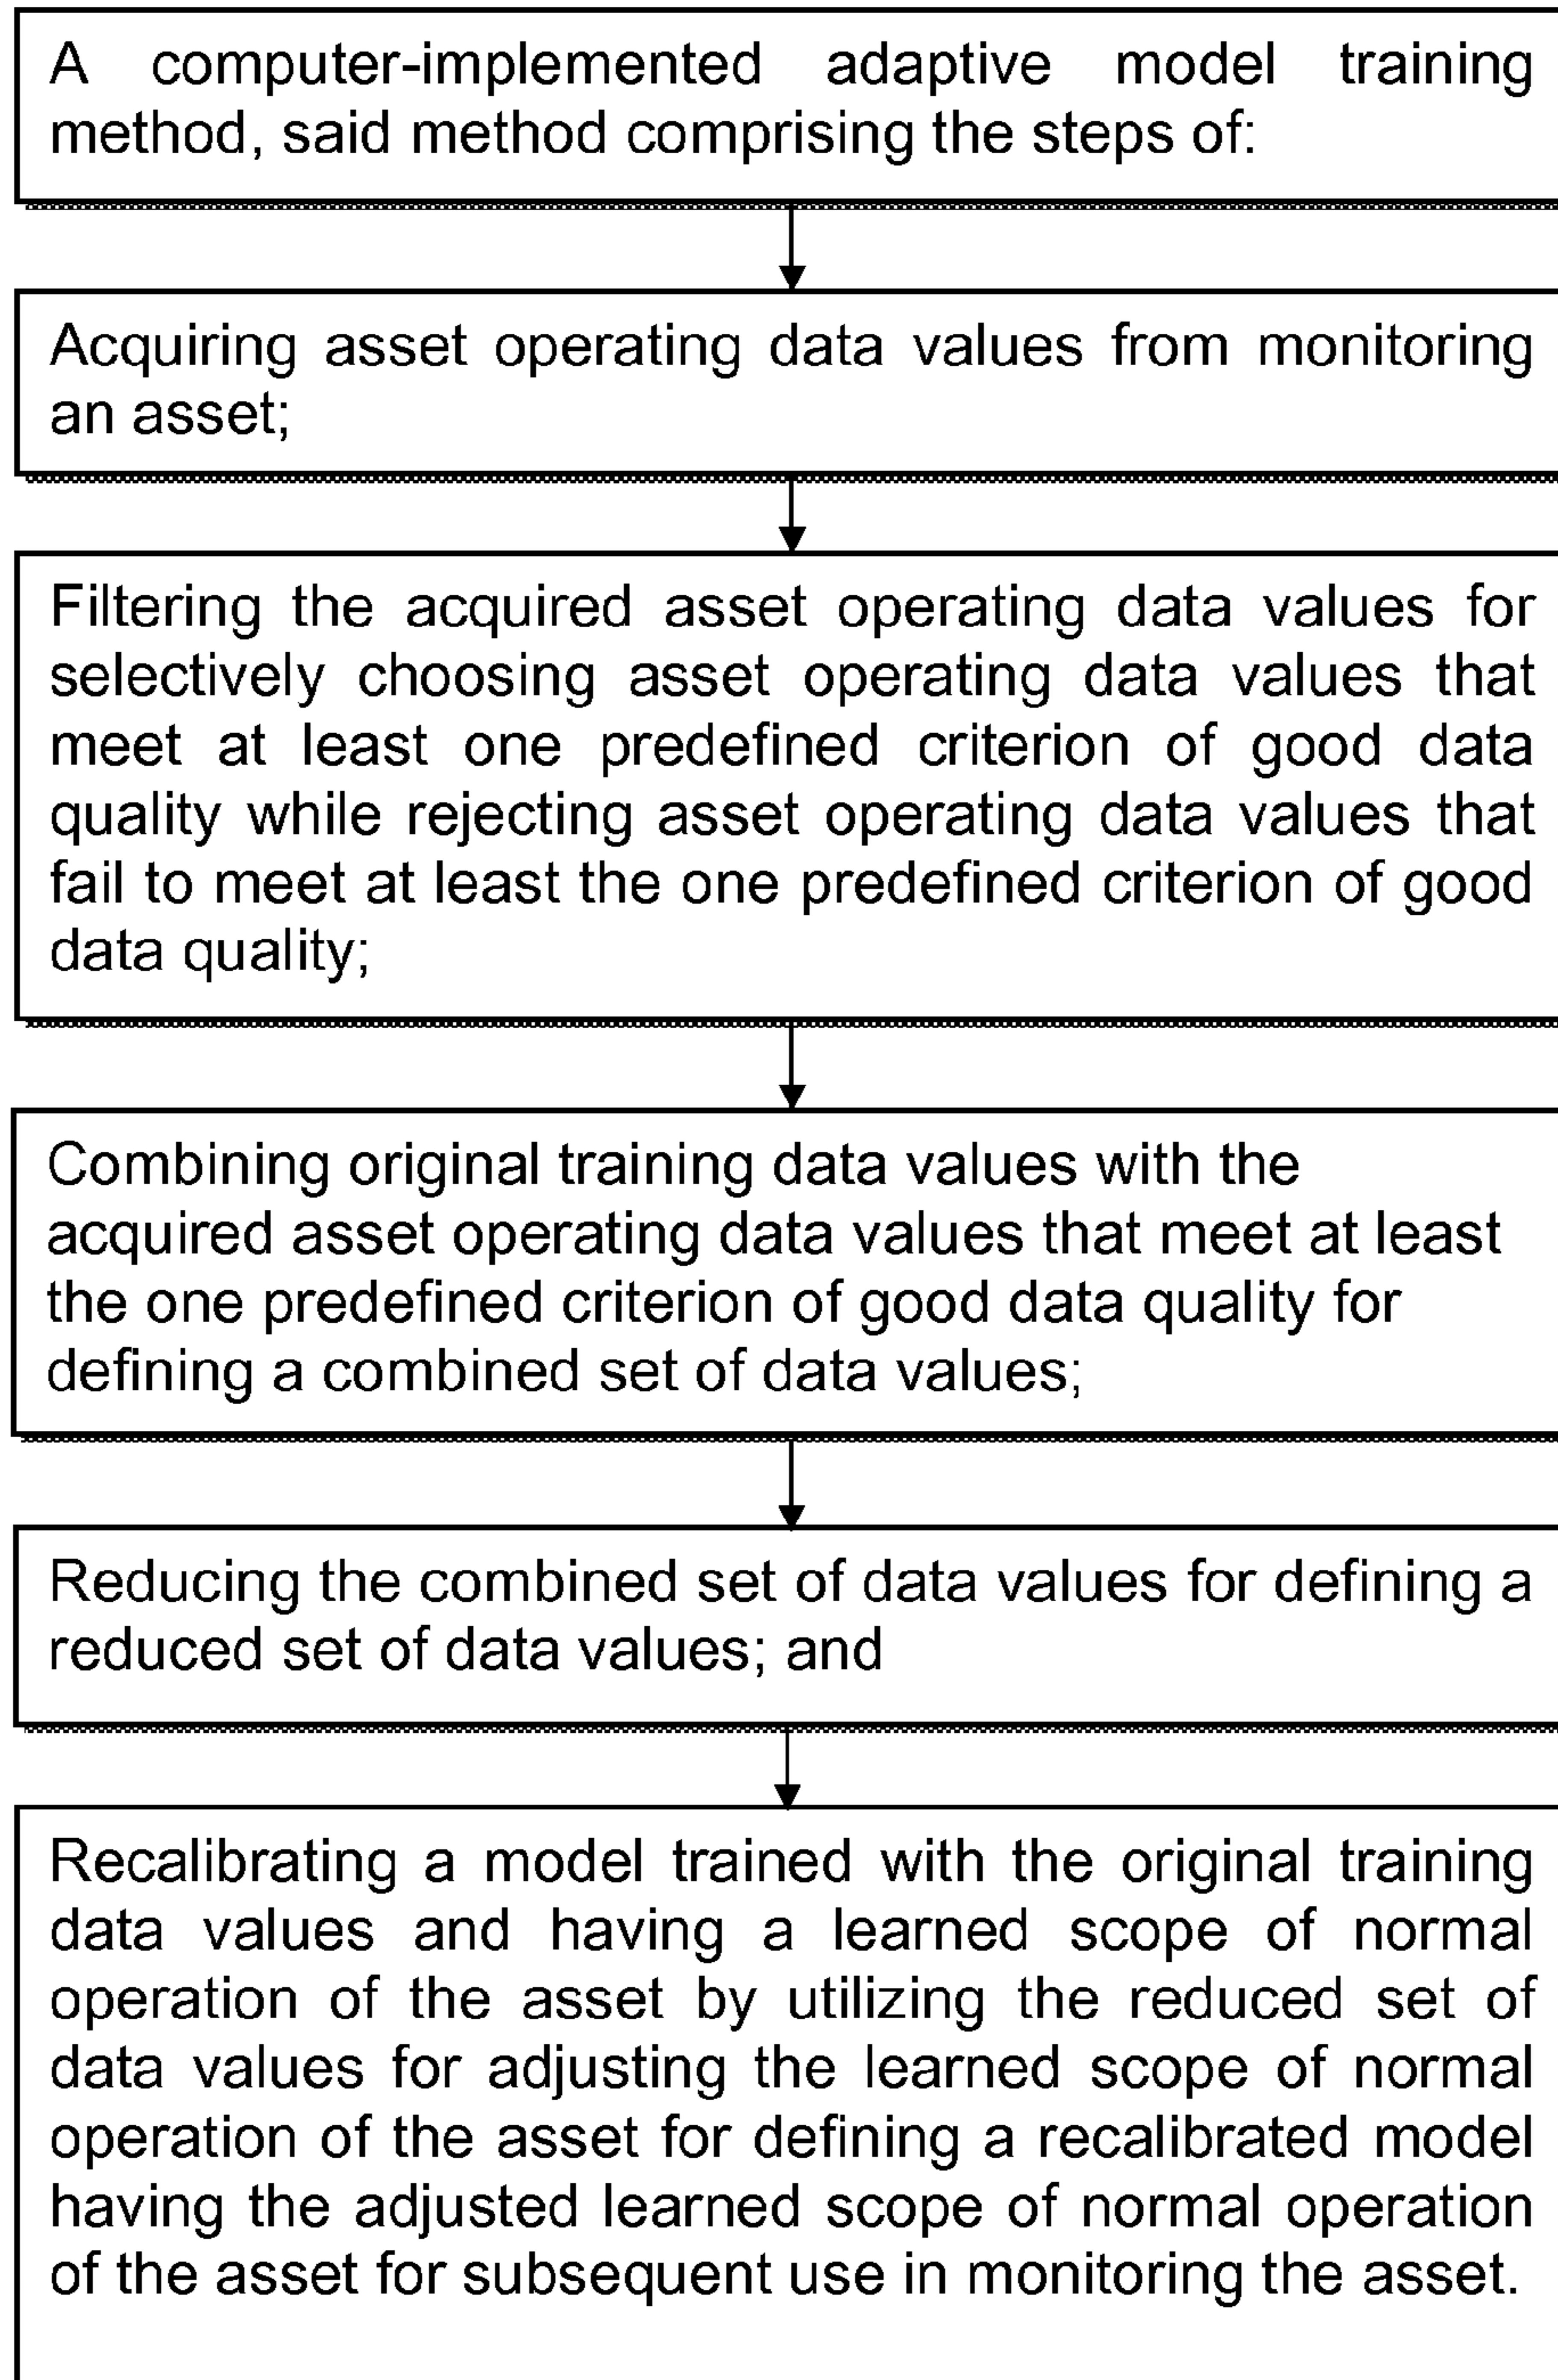 A computer-implemented adaptive model training
method, said method comprising the steps of:
Acquiring asset operating data values from monitoring
an asset;
Filtering the acquired asset operating data values for
selectively choosing asset operating data values that
meet at least one predefined criterion of good data
quality while rejecting asset operating data values that
fail to meet at least the one predefined criterion of good
data quality;
Combining original training data values with the
acquired asset operating data values that meet at least
the one predefined criterion of good data quality for
defining a combined set of data values;
Reducing the combined set of data values for defining a
reduced set of data values; and
Recalibrating a model trained with the original training
data values and having a learned scope of normal
operation of the asset by utilizing the reduced set of
data values for adjusting the learned scope of normal
operation of the asset for defining a recalibrated model
having the adjusted learned scope of normal operation
of the asset for subsequent use in monitoring the asset.